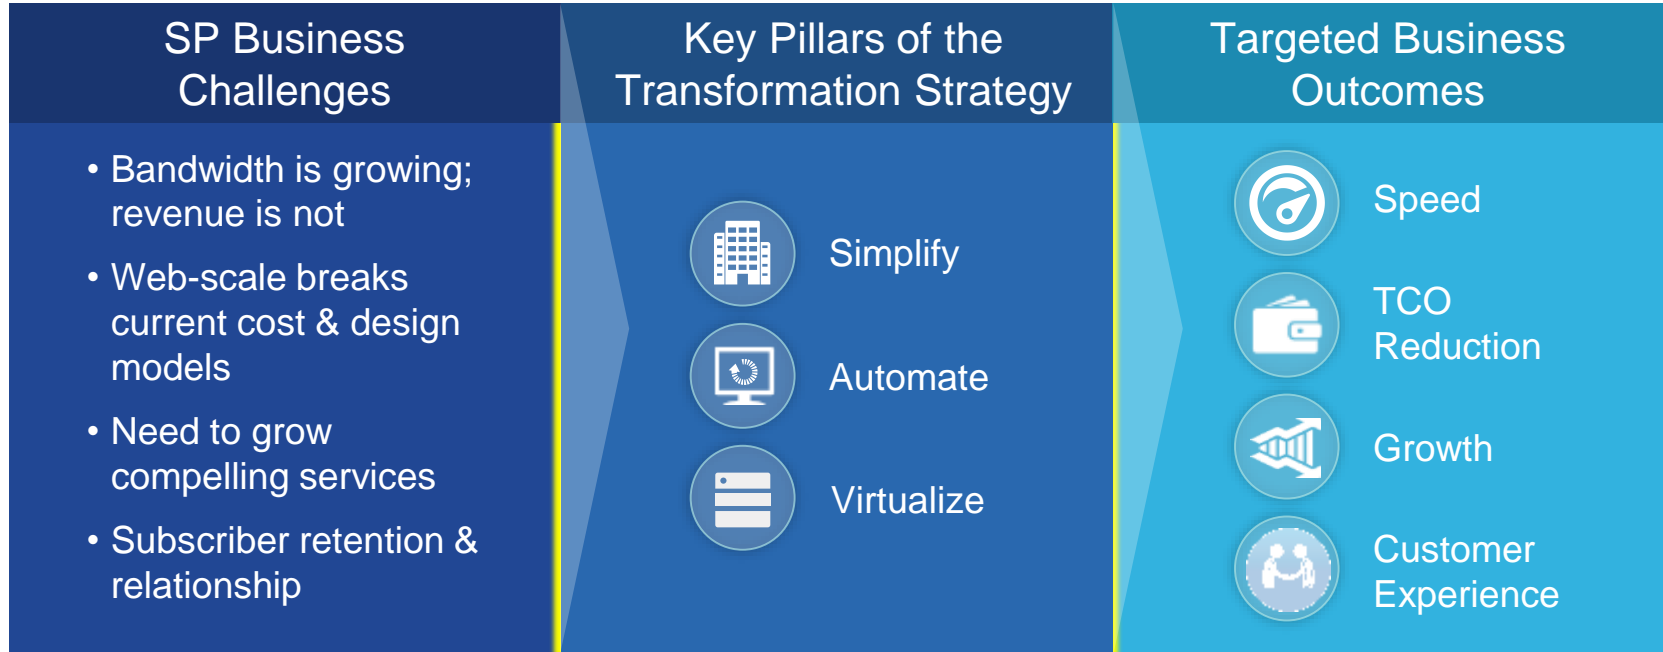 SP Business
Challenges
• Bandwidth is growing;
revenue is not
• Web-scale breaks
current cost & design
models
• Need to grow
compelling services
• Subscriber retention &
relationship
Key Pillars of the
Transformation Strategy
Simplify
Automate
Virtualize
Targeted Business
Outcomes
Speed
TCO
Reduction
Growth
Customer
Experience